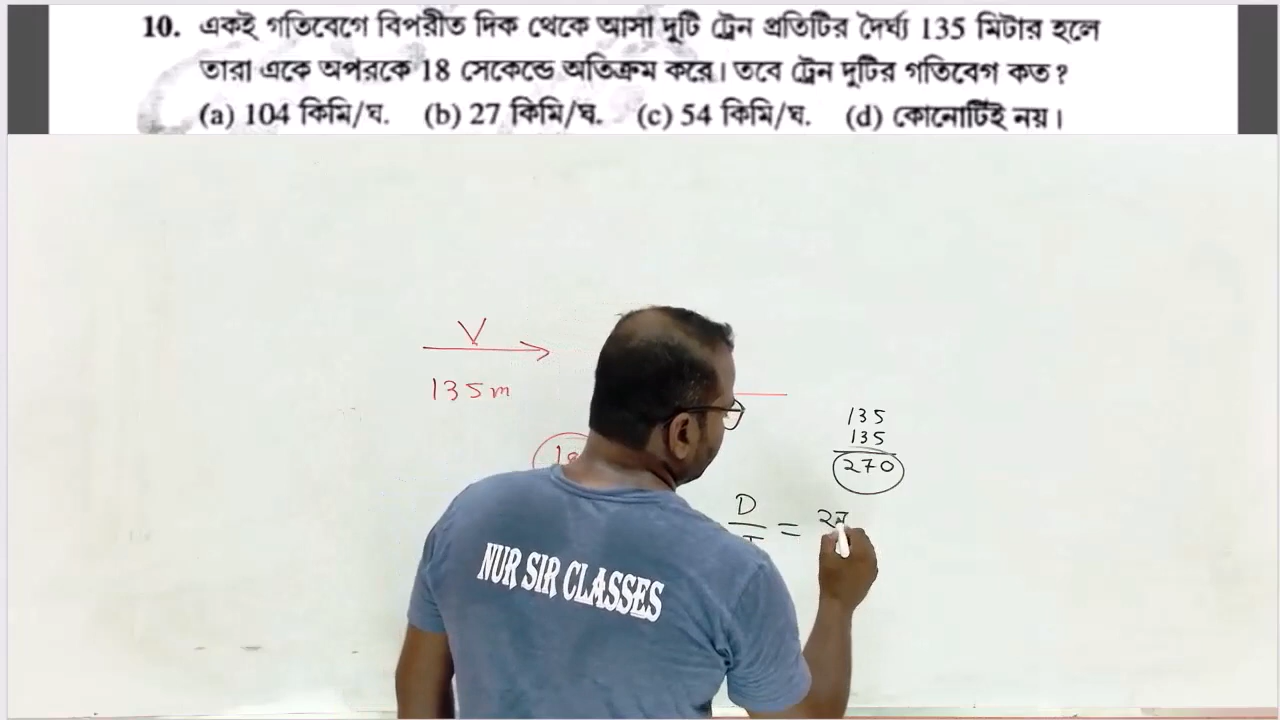 10. একই গতিবেগে বিপরীত দিক থেকে আসা দুটি ট্রেন প্রতিটির দৈর্ঘ্য 135 মিটার হলে
তারা একে অপরকে 18 সেকেন্ডে অতিক্রম করে। তবে ট্রেন দুটির গতিবেগ কত?
(a) 104 কিমি/ঘ. (b) 27 কিমি/ঘ. (c) 54 কিমি/ঘ. (d) কোনোটিই নয়।
V
135m
135
135
270
D
= 27
NUR SIR CLASSES